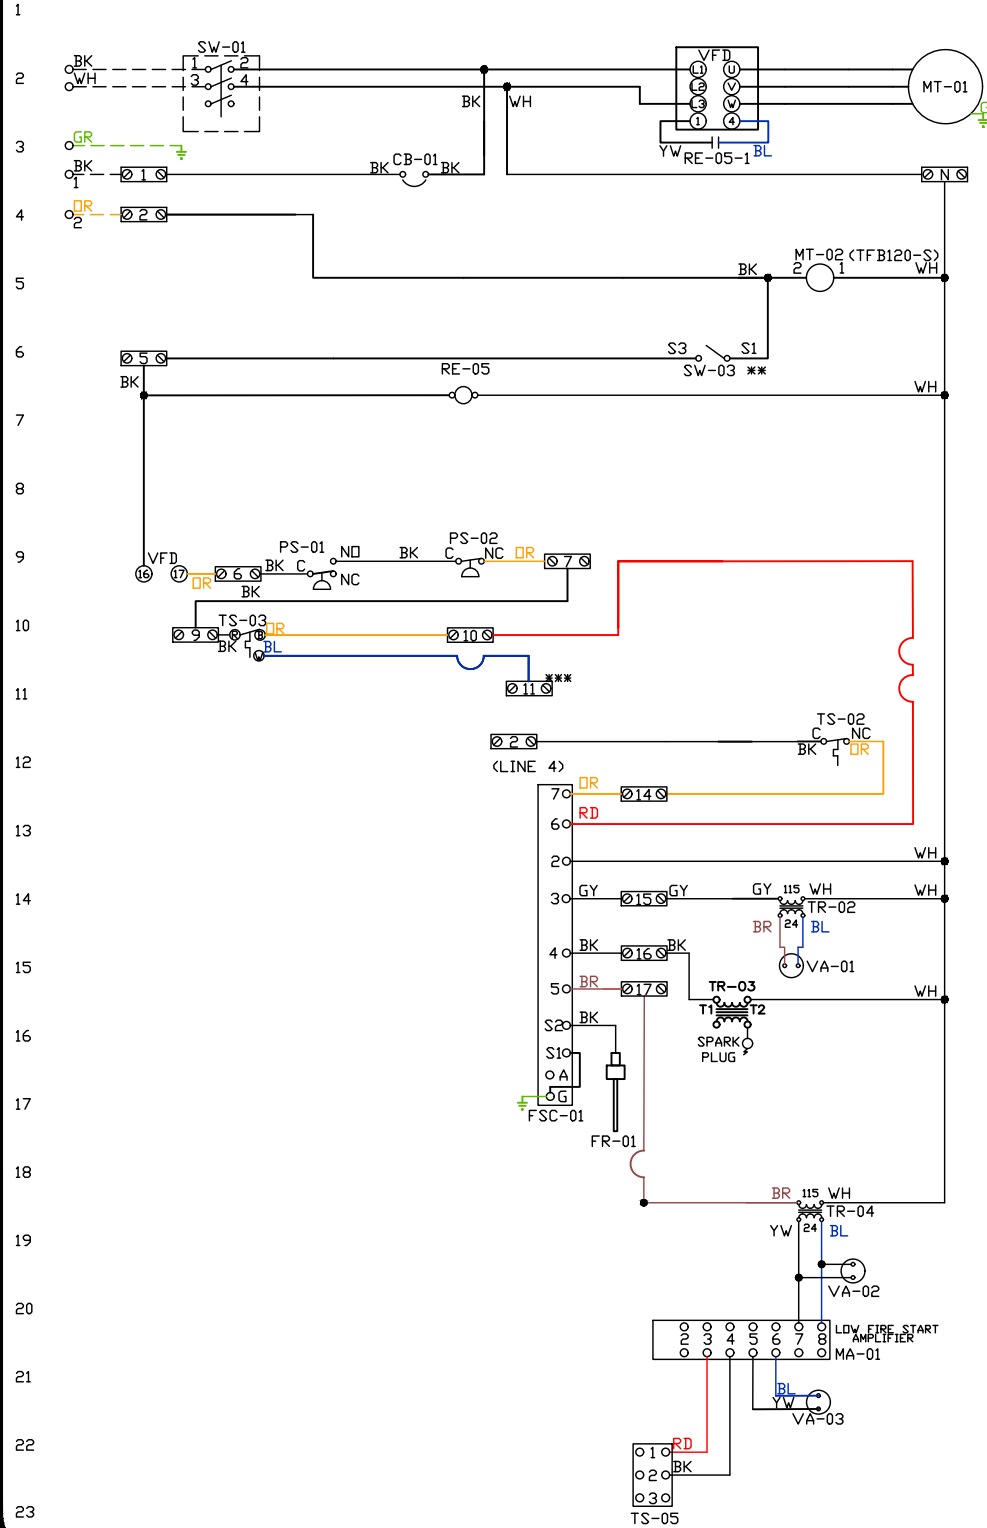 1
SW-01
VFD
BK
1 2
L1 U
2
WH
3 4
L2 V
MT-01
BK WH
L3 W
1 4
G
3
GR
YW RE-05-1 BL
BK
1
1
BK CB-01 BK
N
4
OR
2
2
MT-02 (TFB120-S)
5
BK 2 1 WH
6
5
S3 S1
SW-03 **
BK
RE-05
WH
7
8
9
VFD
16 17
OR
6
BK
PS-01
C
NO
NC
BK
PS-02
C NC
OR
7
BK
10
9
TS-03
BK
R B
W
OR
BL
10
11
11
***
TS-02
C NC
BK OR
2
12
(LINE 4)
7
OR
14
13
6
RD
2
WH
14
3
GY
15
GY
GY 115 WH
TR-02
WH
24
BR BL
4
BK
16
BK
15
VA-01
5
BR
17
TR-03
T1 T2
WH
S2
BK
16
SPARK
PLUG
S1
A
17
G
FSC-01
FR-01
18
BR 115 WH
TR-04
19
YW 24 BL
VA-02
20
2 3 4 5 6 7 8
LOW FIRE START
AMPLIFIER
MA-01
21
BL
YW
VA-03
22
1
RD
2
BK
3
23
TS-05